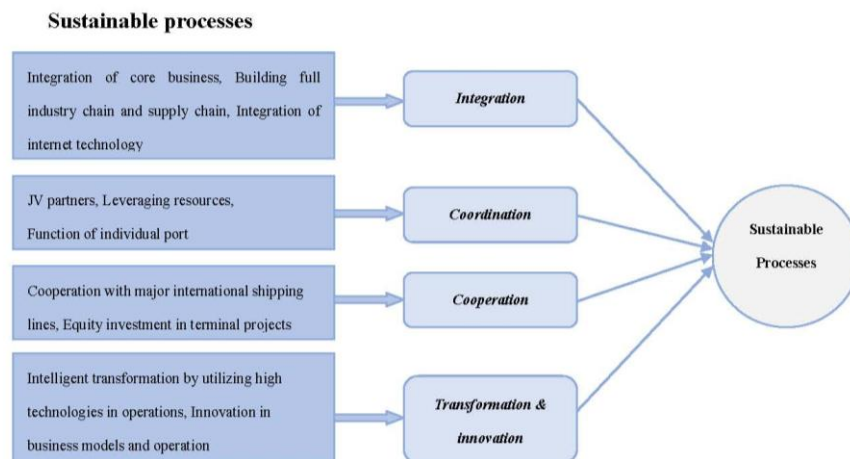 Sustainable processes
Integration of core business, Building full
industry chain and supply chain, Integration of
internet technology
Integration
JV partners, Leveraging resources,
Function of individual port
Coordination
Cooperation with major international shipping
lines, Equity investment in terminal projects
Cooperation
Intelligent transformation by utilizing high
technologies in operations, Innovation in
business models and operation
Transformation &
innovation
Sustainable
Processes